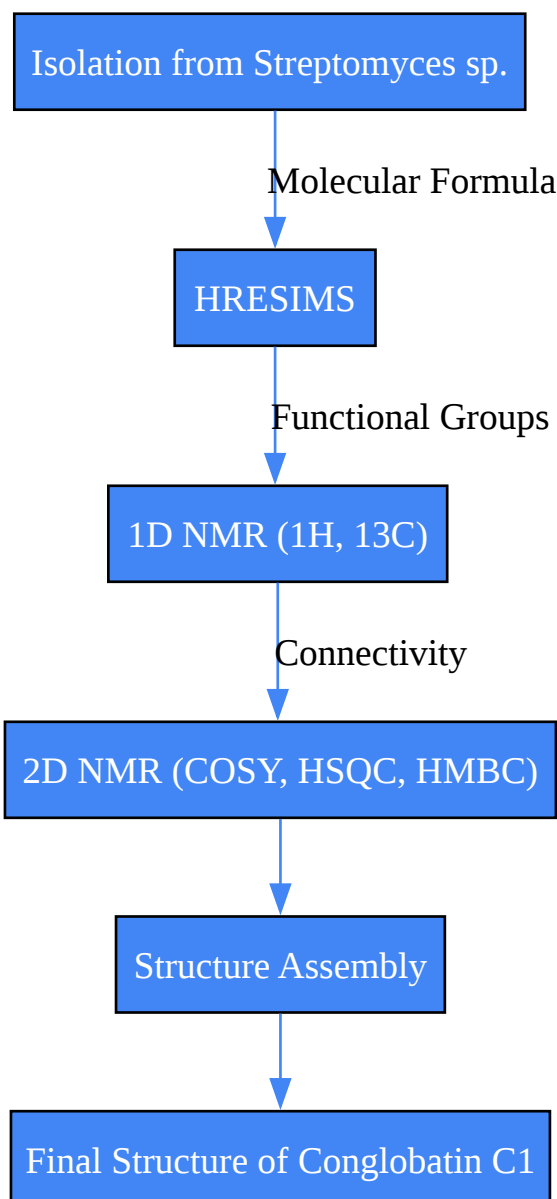 Isolation from Streptomyces sp.
Molecular Formula
HRESIMS
Functional Groups
1D NMR (1H, 13C)
Connectivity
2D NMR (COSY, HSQC, HMBC)
Structure Assembly
Final Structure of Conglobatin C1